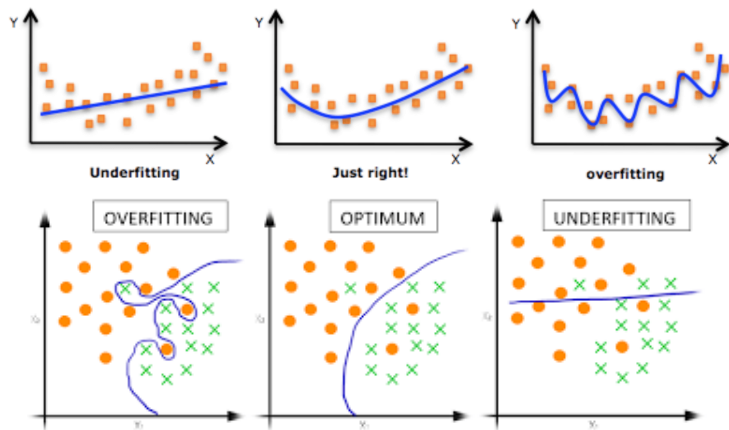 Y
Y
Y
X
X
X
Underfitting
Just right!
overfitting
OVERFITTING
OPTIMUM
UNDERFITTING